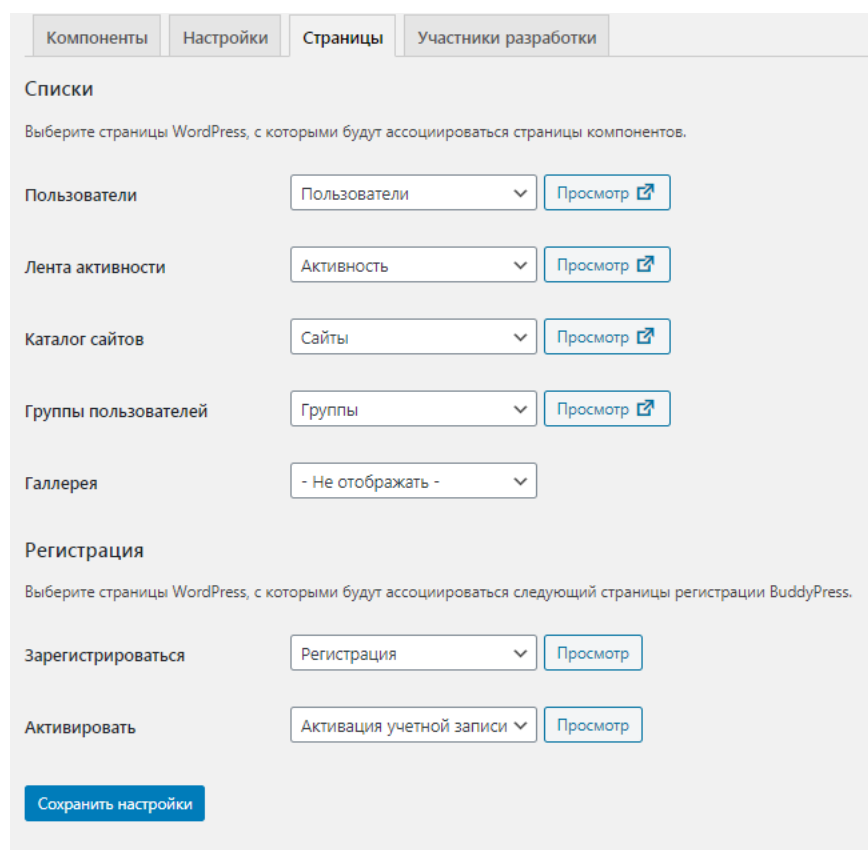 Компоненты Настройки Страницы Участники разработки
Списки
Выберите страницы WordPress, с которыми будут ассоциироваться страницы компонентов.
Пользователи Пользователи Просмотр
Лента активности Активность Просмотр
Каталог сайтов Сайты Просмотр
Группы пользователей Группы Просмотр
Галлерея - Не отображать -
Регистрация
Выберите страницы WordPress, с которыми будут ассоциироваться следующий страницы регистрации BuddyPress.
Зарегистрироваться Регистрация Просмотр
Активировать Активация учетной записи Просмотр
Сохранить настройки